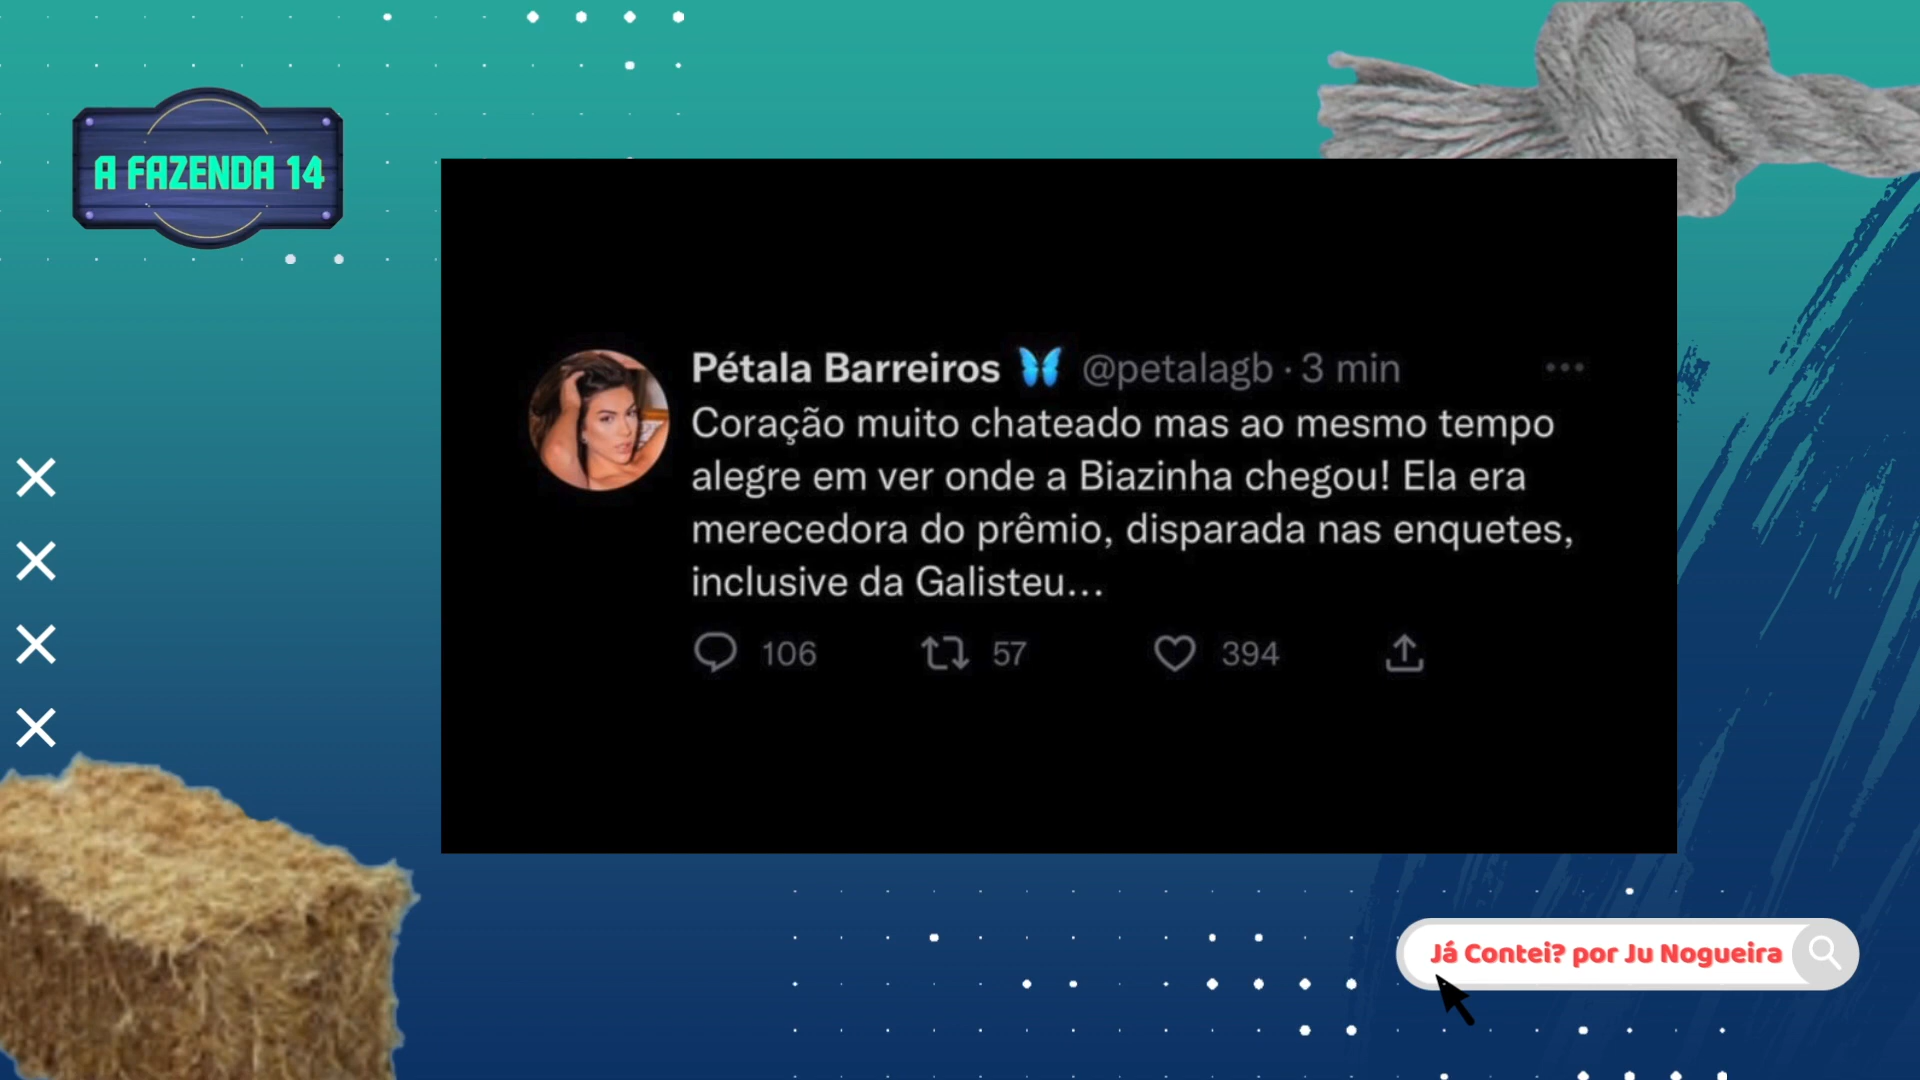 A FAZENDA 14
Pétala Barreiros 🦋 @petalagb · 3 min
Coração muito chateado mas ao mesmo tempo
alegre em ver onde a Biazinha chegou! Ela era
merecedora do prêmio, disparada nas enquetes,
inclusive da Galisteu...
106 57 394
Já Contei? por Ju Nogueira